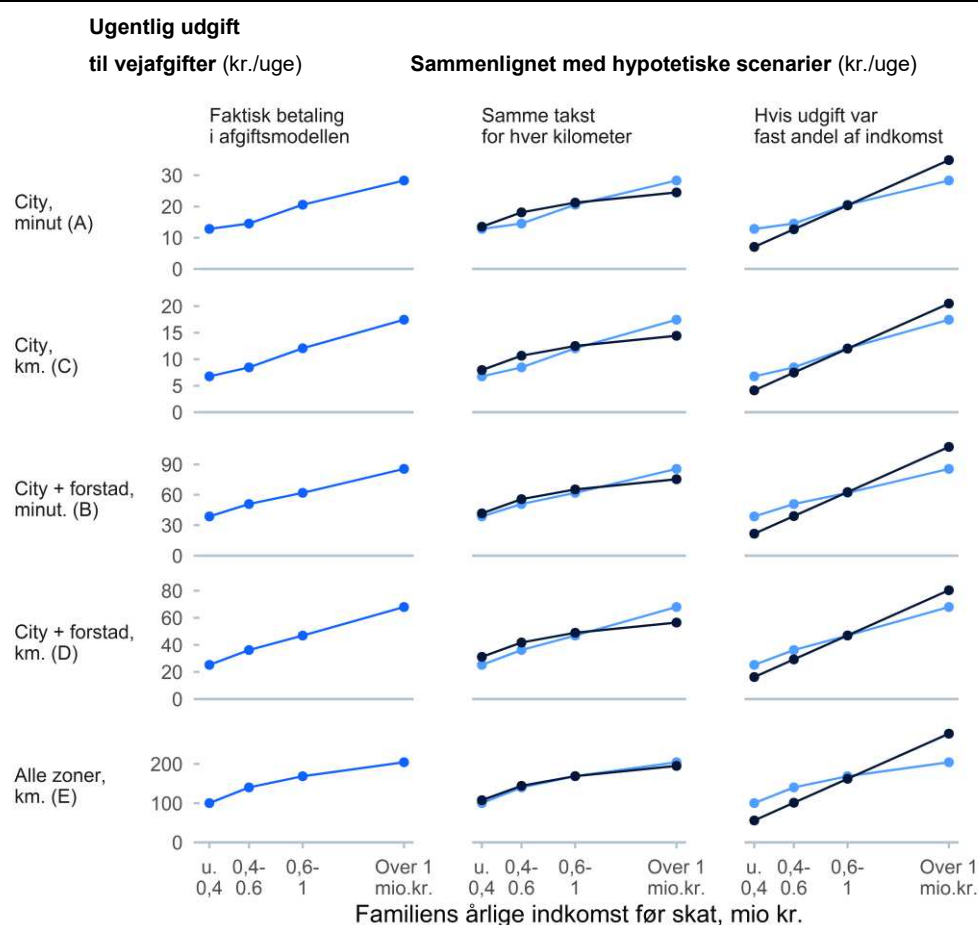 Ugentlig udgift
til vejafgifter (kr./uge)
Sammenlignet med hypotetiske scenarier (kr./uge)
Faktisk betaling
i afgiftsmodellen
Samme takst
for hver kilometer
Hvis udgift var
fast andel af indkomst
City,
minut (A)
30
20
10
0
City,
km. (C)
20
15
10
5
0
City + forstad,
minut. (B)
90
60
30
0
City + forstad,
km. (D)
80
60
40
20
0
Alle zoner,
km. (E)
200
100
0
u. 0,4- 0,6- Over 1
0,4 0.6 1 mio.kr.
u. 0,4- 0,6- Over 1
0,4 0.6 1 mio.kr.
u. 0,4- 0,6- Over 1
0,4 0.6 1 mio.kr.
Familiens årlige indkomst før skat, mio kr.